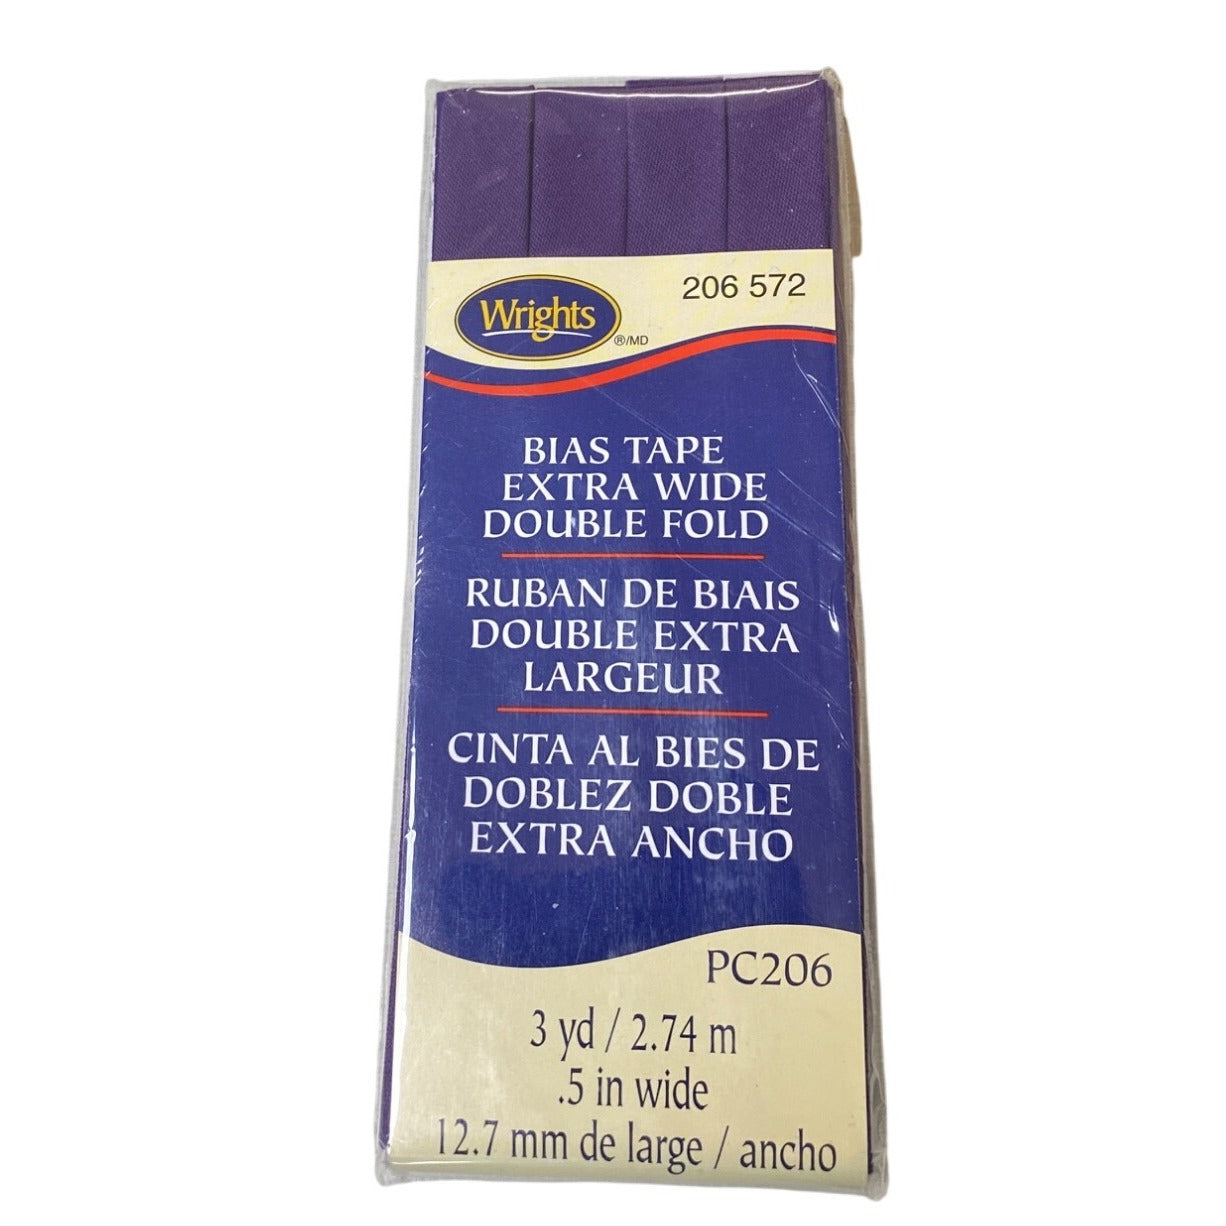 Wrights
®/MD
206 572
BIAS TAPE
EXTRA WIDE
DOUBLE FOLD
RUBAN DE BIAIS
DOUBLE EXTRA
LARGEUR
CINTA AL BIES DE
DOBLEZ DOBLE
EXTRA ANCHO
PC206
3 yd / 2.74 m
.5 in wide
12.7 mm de large / ancho